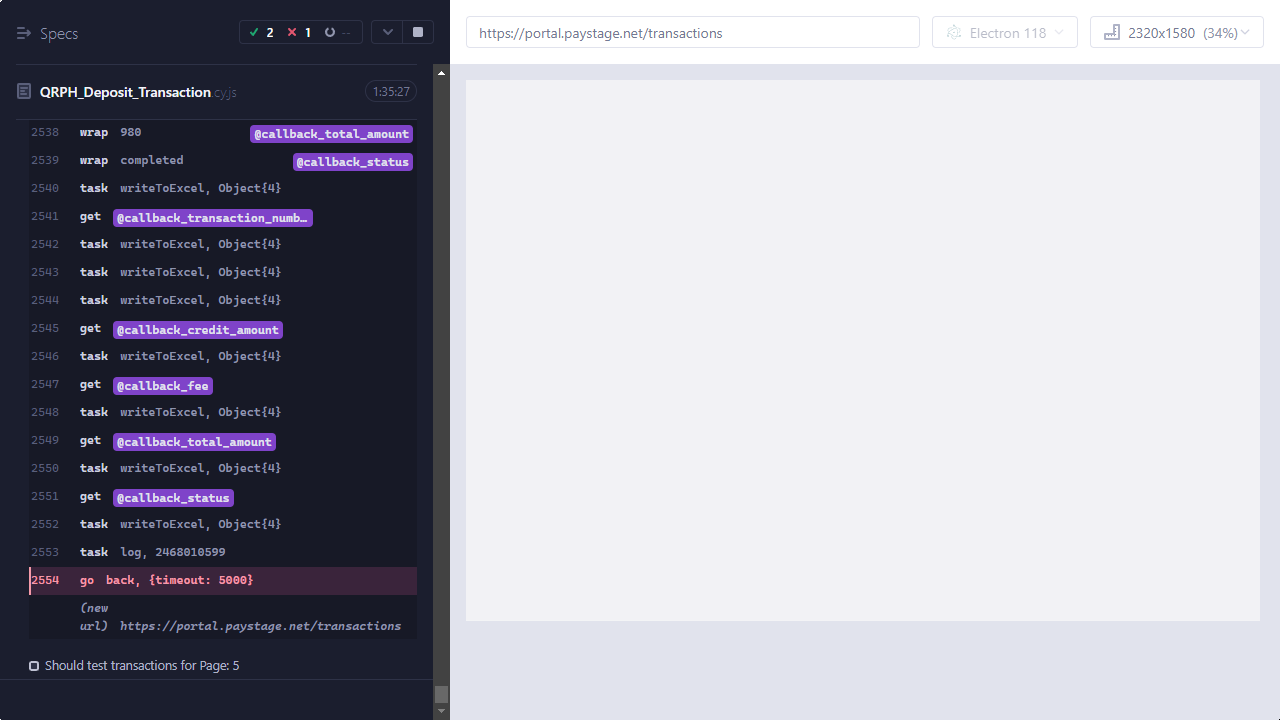 Specs
2
1
--
https://portal.paystage.net/transactions
Electron 118
2320x1580 (34%)
QRPH_Deposit_Transaction.cy.js
1:35:27
2538 wrap 980 @callback_total_amount
2539 wrap completed @callback_status
2540 task writeToExcel, Object{4}
2541 get @callback_transaction_numb…
2542 task writeToExcel, Object{4}
2543 task writeToExcel, Object{4}
2544 task writeToExcel, Object{4}
2545 get @callback_credit_amount
2546 task writeToExcel, Object{4}
2547 get @callback_fee
2548 task writeToExcel, Object{4}
2549 get @callback_total_amount
2550 task writeToExcel, Object{4}
2551 get @callback_status
2552 task writeToExcel, Object{4}
2553 task log, 2468010599
2554 go back, {timeout: 5000}
(new
url) https://portal.paystage.net/transactions
Should test transactions for Page: 5